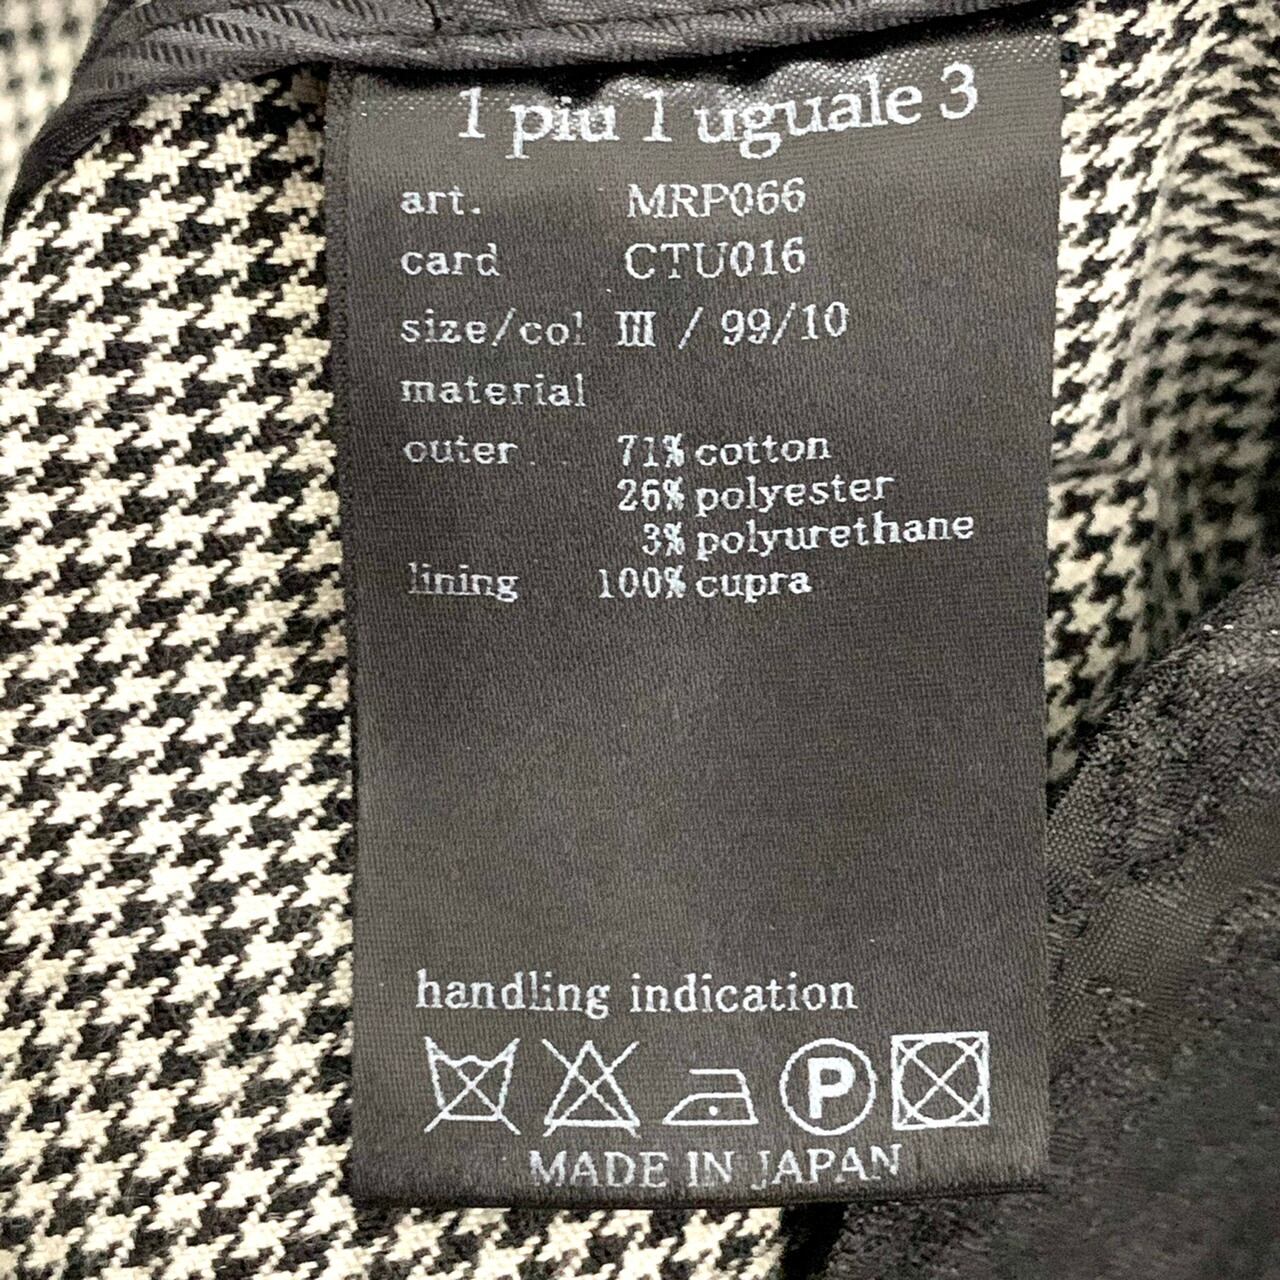 1 piu 1 uguale 3
art. MRP066
card CTU016
size/col III / 99/10
material
outer 71% cotton
26% polyester
3% polyurethane
lining 100% cupra
handling indication
P
MADE IN JAPAN